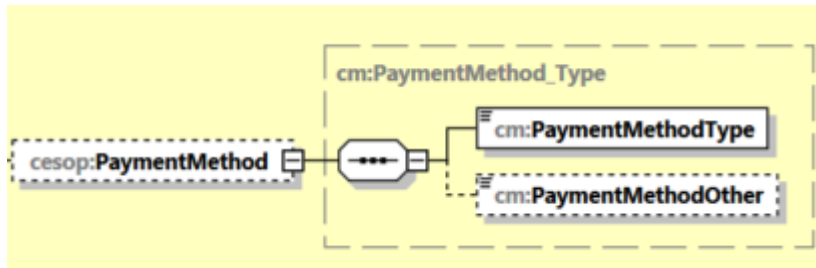 cm:PaymentMethod_Type
cm:PaymentMethodType
cesop:PaymentMethod
cm:PaymentMethodOther